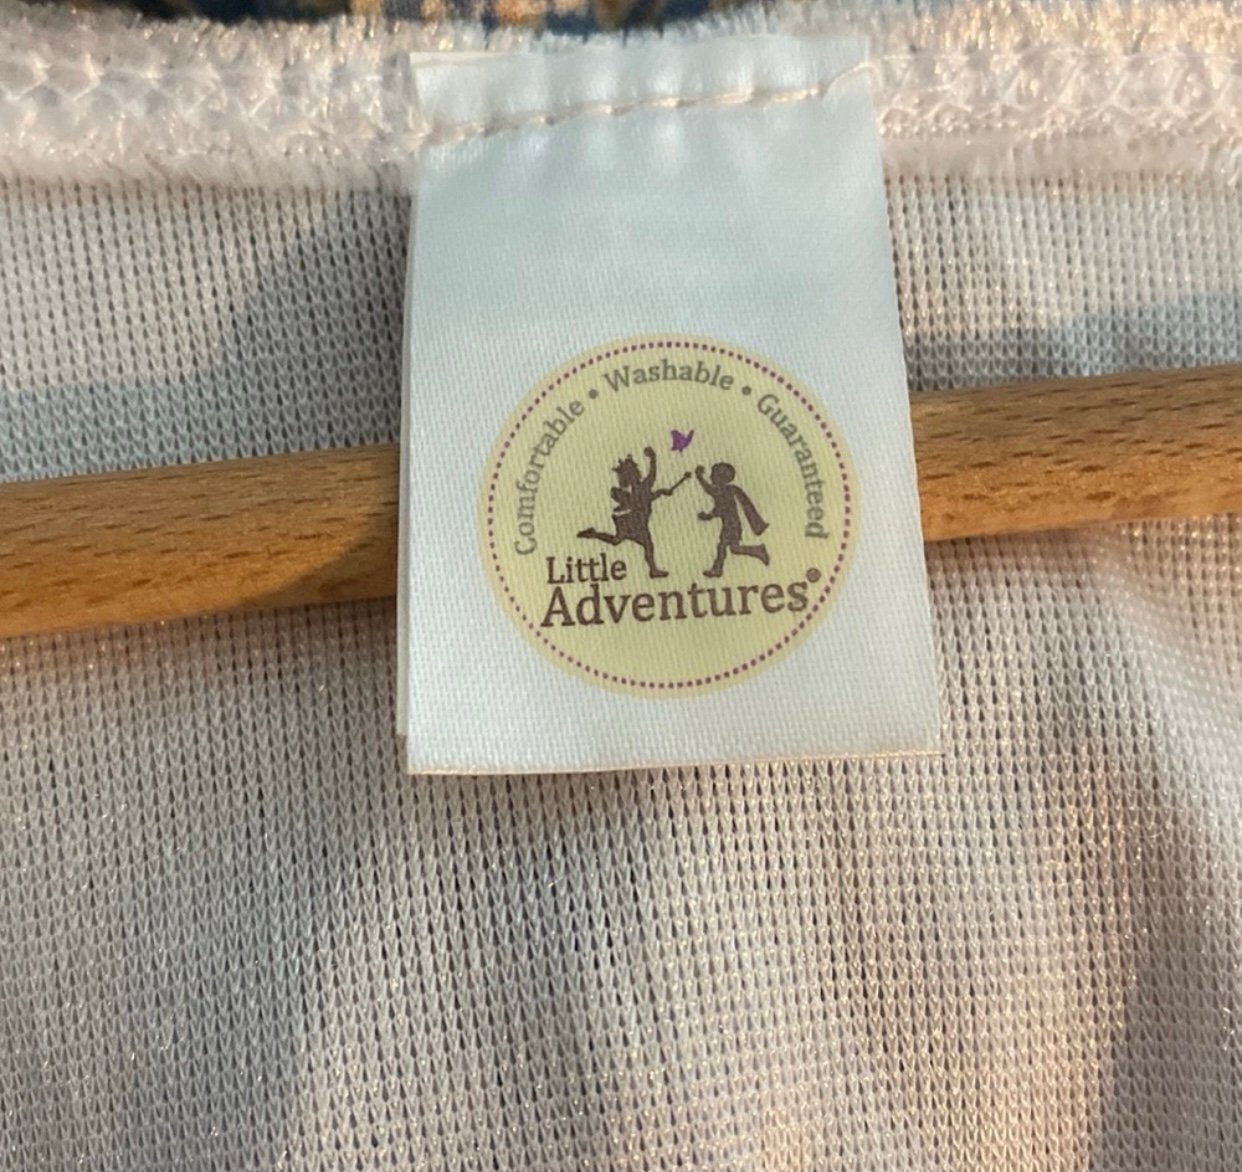 Comfortable • Washable • Guaranteed
Little
Adventures®